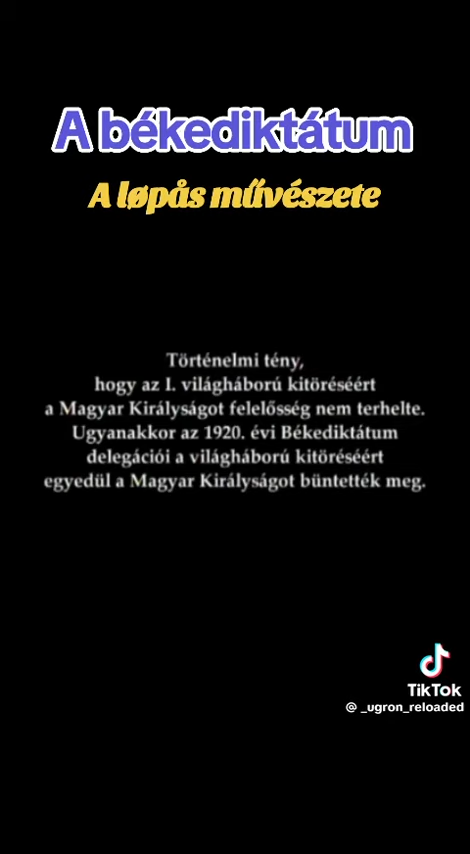 A békediktátum
A løpås művészete
Történelmi tény,
hogy az I. világháború kitöréséért
a Magyar Királyságot felelősség nem terhelte.
Ugyanakkor az 1920. évi Békediktátum
delegációi a világháború kitöréséért
egyedül a Magyar Királyságot büntették meg.
TikTok
@ _ugron_reloaded